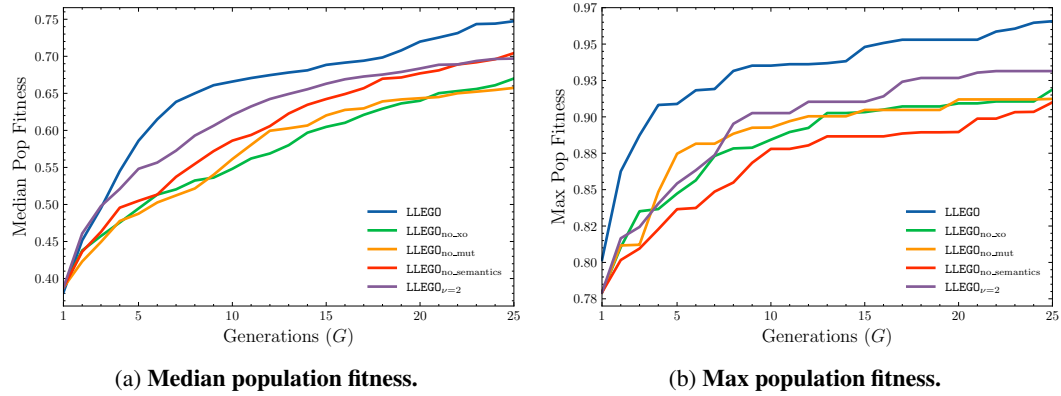 0.75
0.70
0.65
0.60
0.55
0.50
0.45
0.40
Median Pop Fitness
LLEGO
LLEGOno_xo
LLEGOno_mut
LLEGOno_semantics
LLEGOν=2
1 5 10 15 20 25
Generations (G)
(a) Median population fitness.
0.95
0.93
0.90
0.88
0.85
0.82
0.80
0.78
Max Pop Fitness
LLEGO
LLEGOno_xo
LLEGOno_mut
LLEGOno_semantics
LLEGOν=2
1 5 10 15 20 25
Generations (G)
(b) Max population fitness.